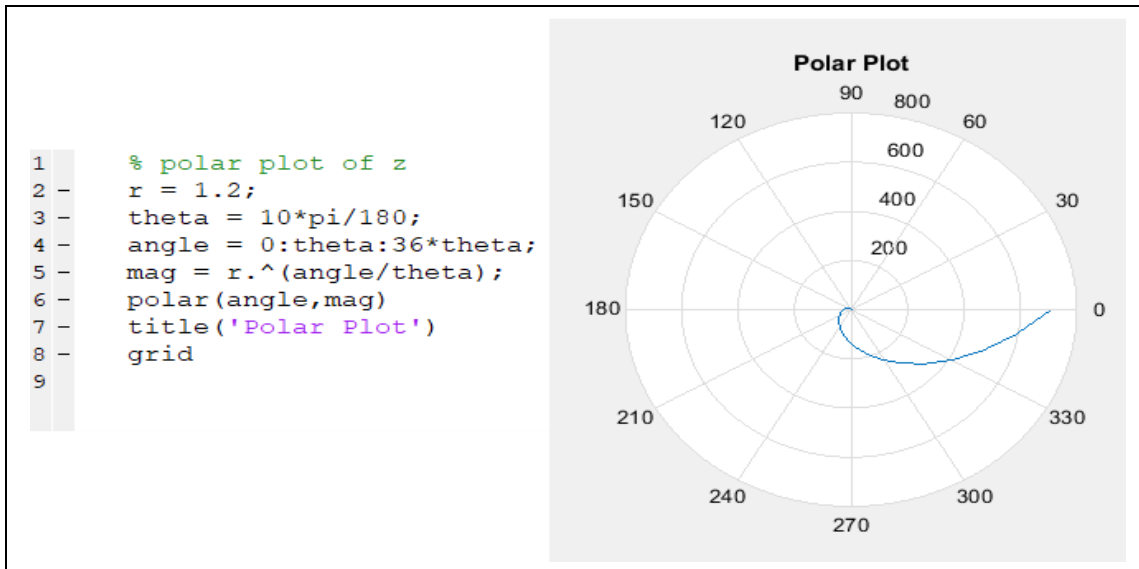 1 % polar plot of z
2 - r = 1.2;
3 - theta = 10*pi/180;
4 - angle = 0:theta:36*theta;
5 - mag = r.^(angle/theta);
6 - polar(angle,mag)
7 - title('Polar Plot')
8 - grid
9
Polar Plot
90
800
120
60
600
150
400
30
200
180
0
210
330
240
300
270